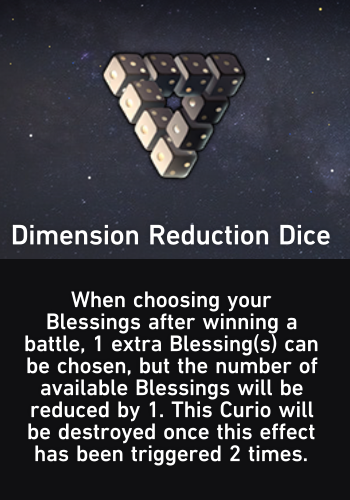 Dimension Reduction Dice
When choosing your
Blessings after winning a
battle, 1 extra Blessing(s) can
be chosen, but the number of
available Blessings will be
reduced by 1. This Curio will
be destroyed once this effect
has been triggered 2 times.